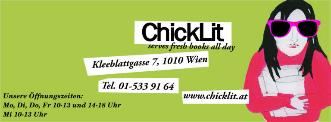 ChickLit
serves fresh books all day
Kleeblattgasse 7, 1010 Wien
Tel. 01-533 91 64
www.chicklit.at
Unsere Öffnungszeiten:
Mo, Di, Do, Fr 10-13 und 14-18 Uhr
Mi 10-13 Uhr